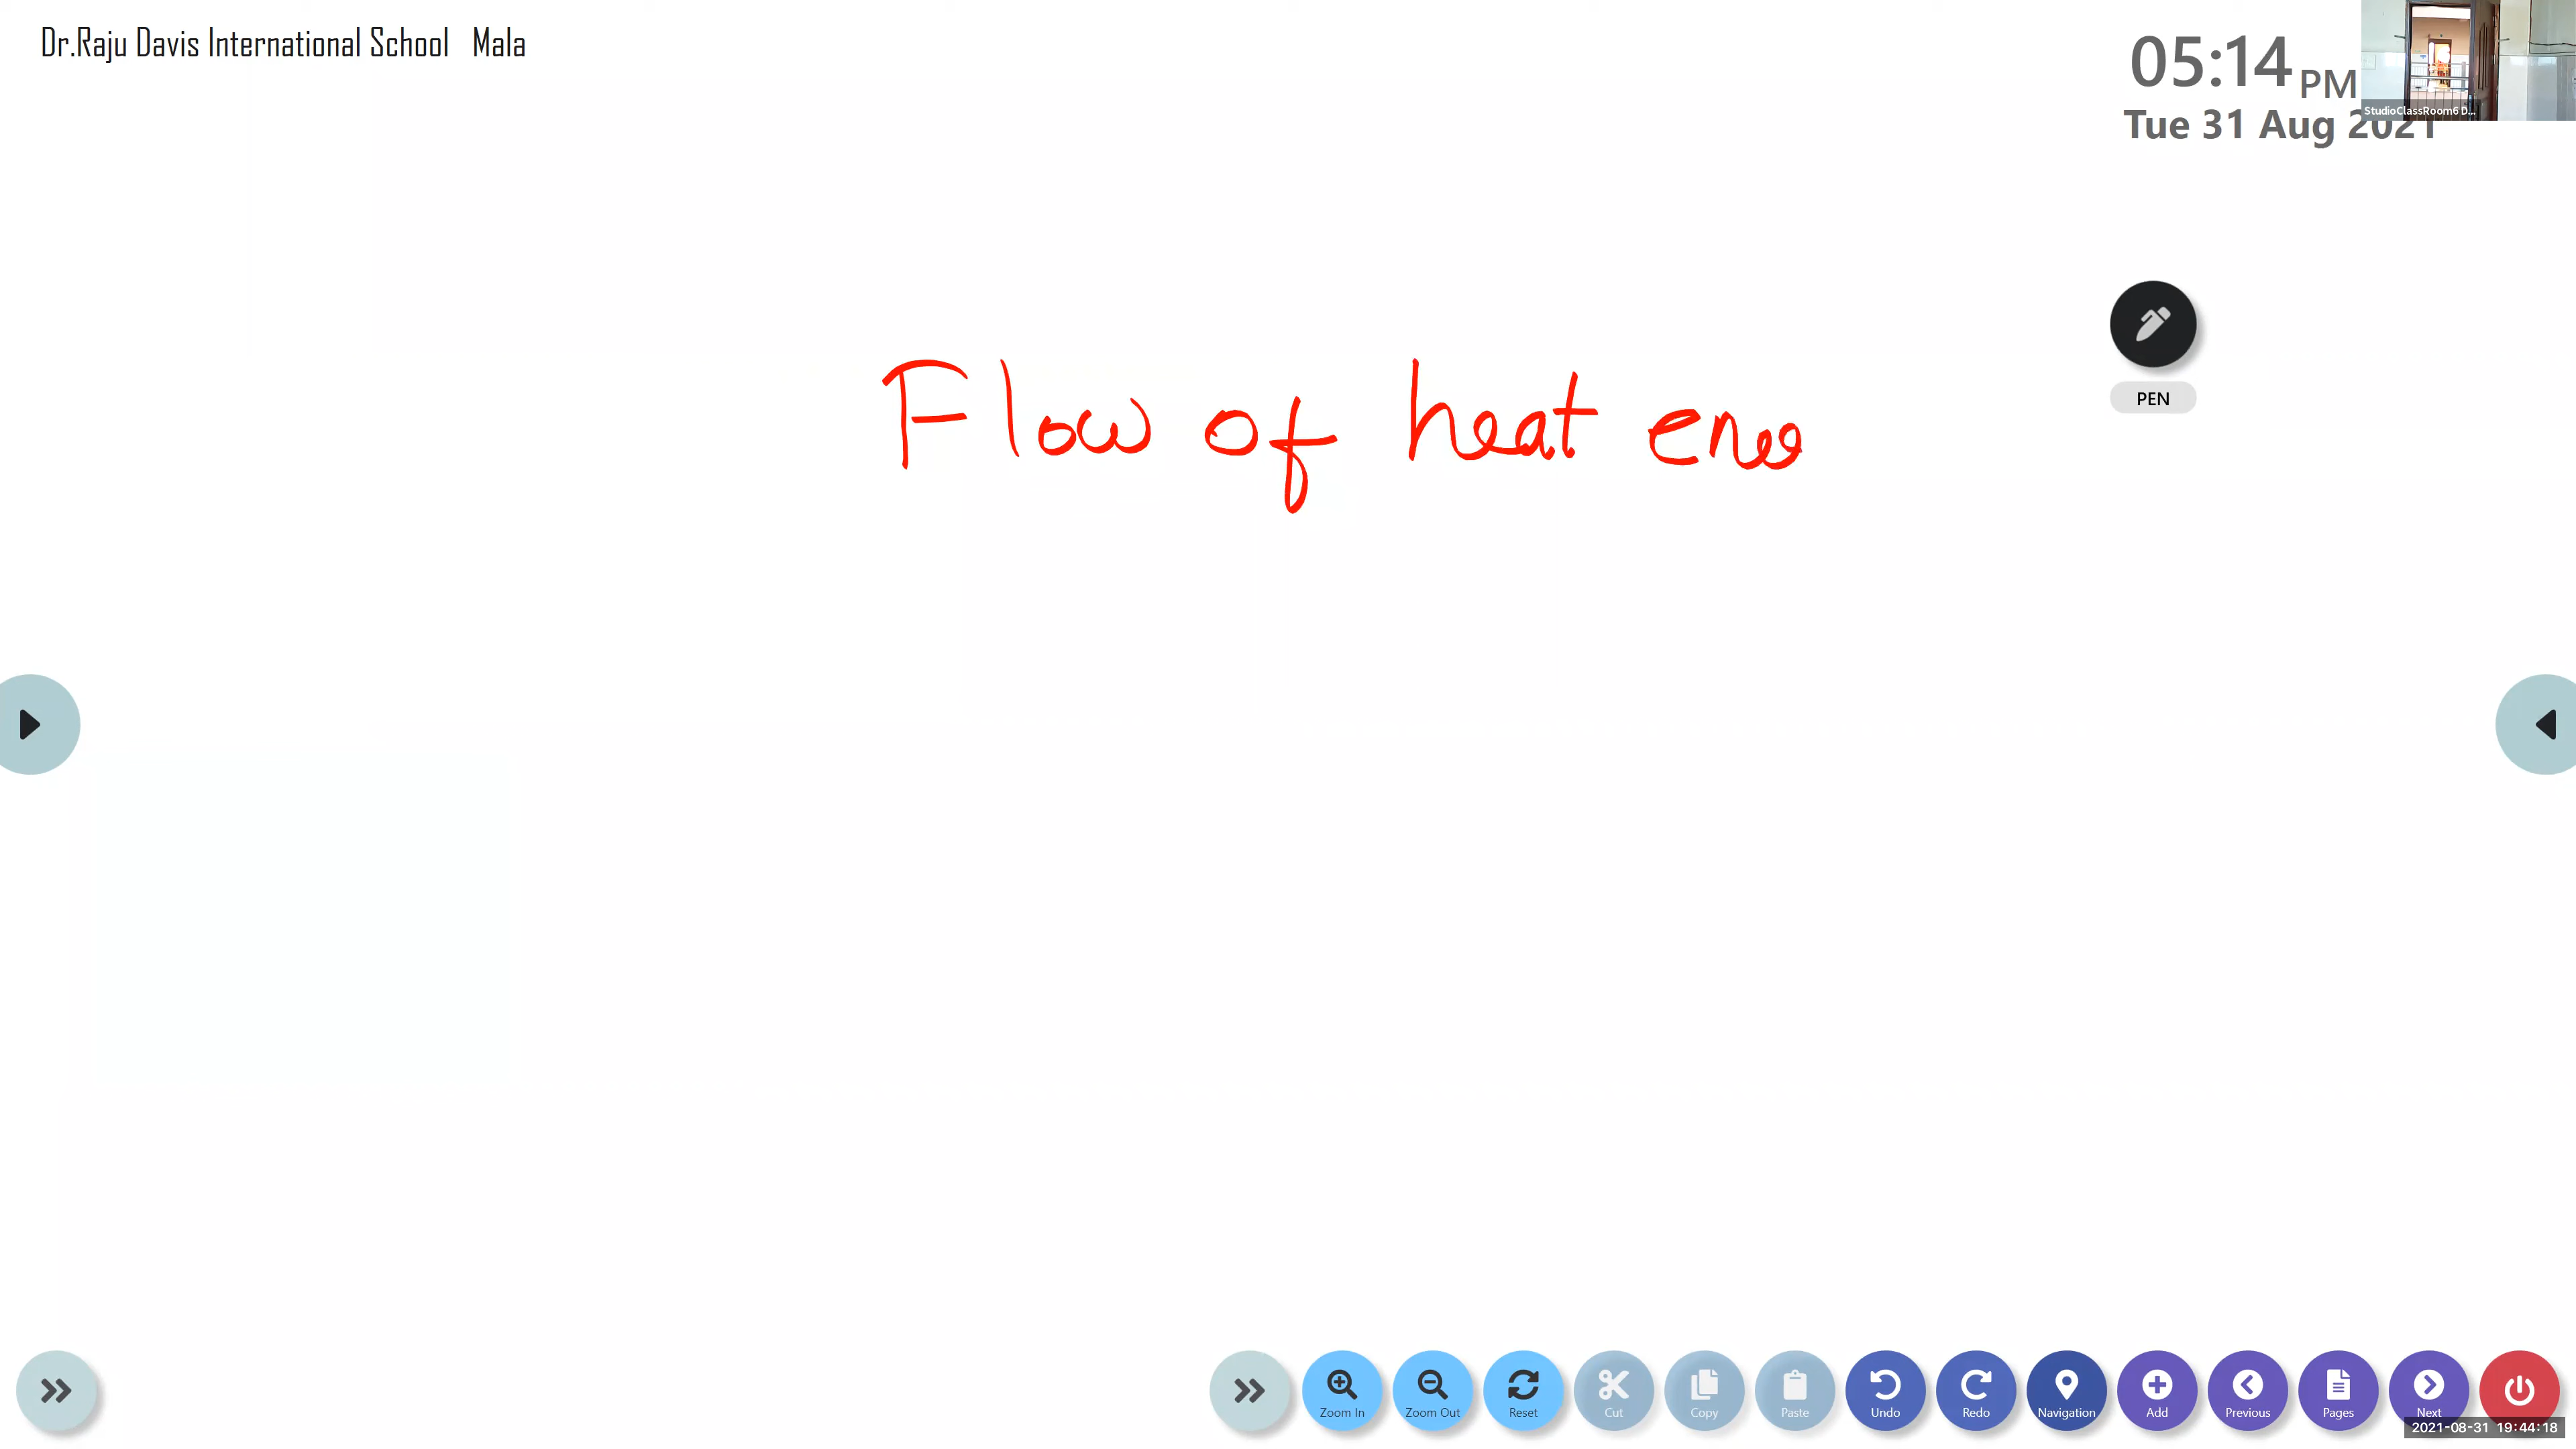 Dr.Raju Davis International School Mala
05:14 PM
StudioClassRoom6 D...
Tue 31 Aug 2021
PEN
Flow of heat ene
Zoom In Zoom Out Reset Cut Copy Paste Undo Redo Navigation Add Previous Pages Next
2021-08-31 19:44:18